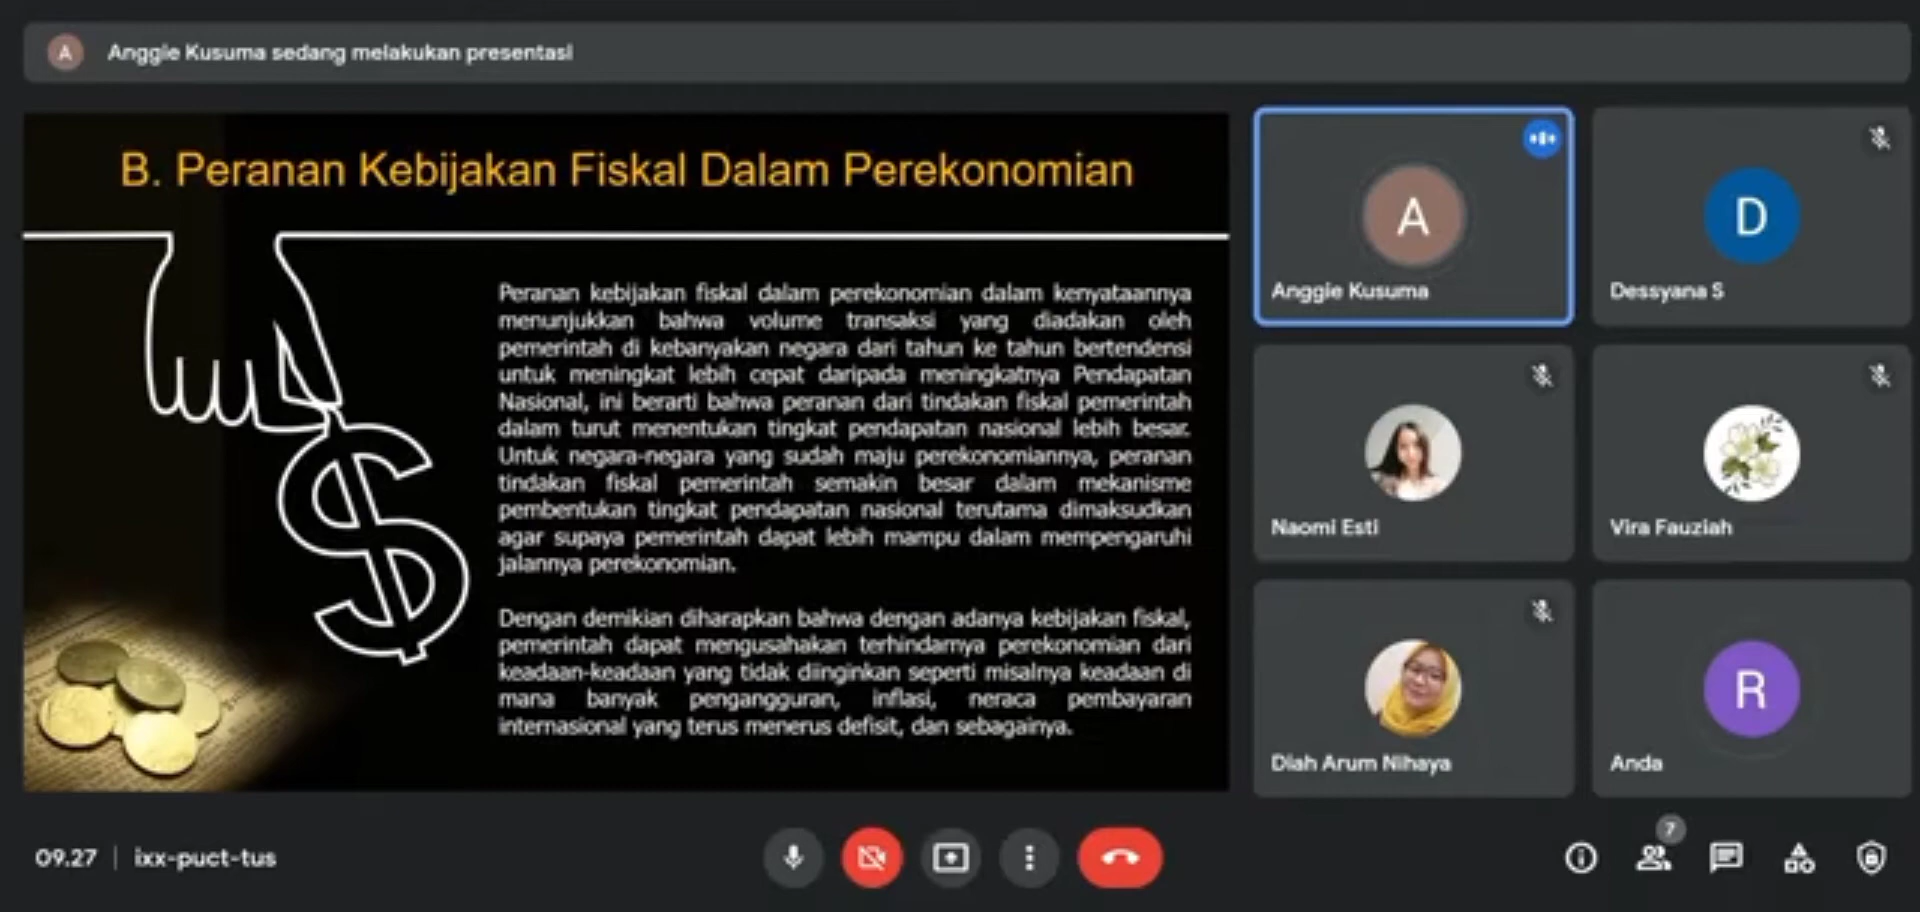 A Anggie Kusuma sedang melakukan presentasi
B. Peranan Kebijakan Fiskal Dalam Perekonomian
Peranan kebijakan fiskal dalam perekonomian dalam kenyataannya
menunjukkan bahwa volume transaksi yang diadakan oleh
pemerintah di kebanyakan negara dari tahun ke tahun bertendensi
untuk meningkat lebih cepat daripada meningkatnya Pendapatan
Nasional, ini berarti bahwa peranan dari tindakan fiskal pemerintah
dalam turut menentukan tingkat pendapatan nasional lebih besar.
Untuk negara-negara yang sudah maju perekonomiannya, peranan
tindakan fiskal pemerintah semakin besar dalam mekanisme
pembentukan tingkat pendapatan nasional terutama dimaksudkan
agar supaya pemerintah dapat lebih mampu dalam mempengaruhi
jalannya perekonomian.
Dengan demikian diharapkan bahwa dengan adanya kebijakan fiskal,
pemerintah dapat mengusahakan terhindarnya perekonomian dari
keadaan-keadaan yang tidak diinginkan seperti misalnya keadaan di
mana banyak pengangguran, inflasi, neraca pembayaran
internasional yang terus menerus defisit, dan sebagainya.
$
A
Anggie Kusuma
D
Dessyana S
Naomi Esti
Vira Fauziah
Diah Arum Nihaya
R
Anda
09.27 | ixx-puct-tus
7